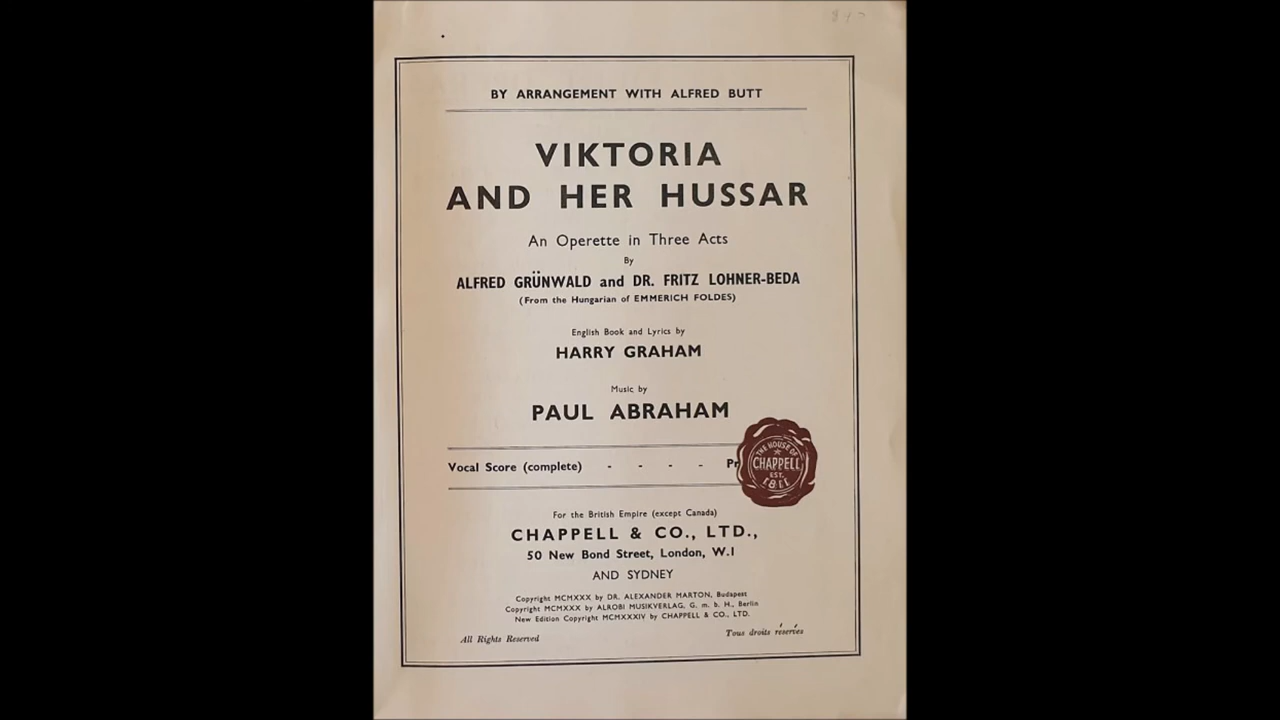 BY ARRANGEMENT WITH ALFRED BUTT
VIKTORIA
AND HER HUSSAR
An Operette in Three Acts
By
ALFRED GRÜNWALD and DR. FRITZ LOHNER-BEDA
(From the Hungarian of EMMERICH FOLDES)
English Book and Lyrics by
HARRY GRAHAM
Music by
PAUL ABRAHAM
Vocal Score (complete) - - - - Pr
THE HOUSE OF
CHAPPELL
EST.
1811
For the British Empire (except Canada)
CHAPPELL & CO., LTD.,
50 New Bond Street, London, W.I
AND SYDNEY
Copyright MCMXXX by DR. ALEXANDER MARTON, Budapest
Copyright MCMXXX by ALROBI MUSIKVERLAG, G. m. b. H., Berlin
New Edition Copyright MCMXXXIV by CHAPPELL & CO., LTD.
All Rights Reserved
Tous droits réservés